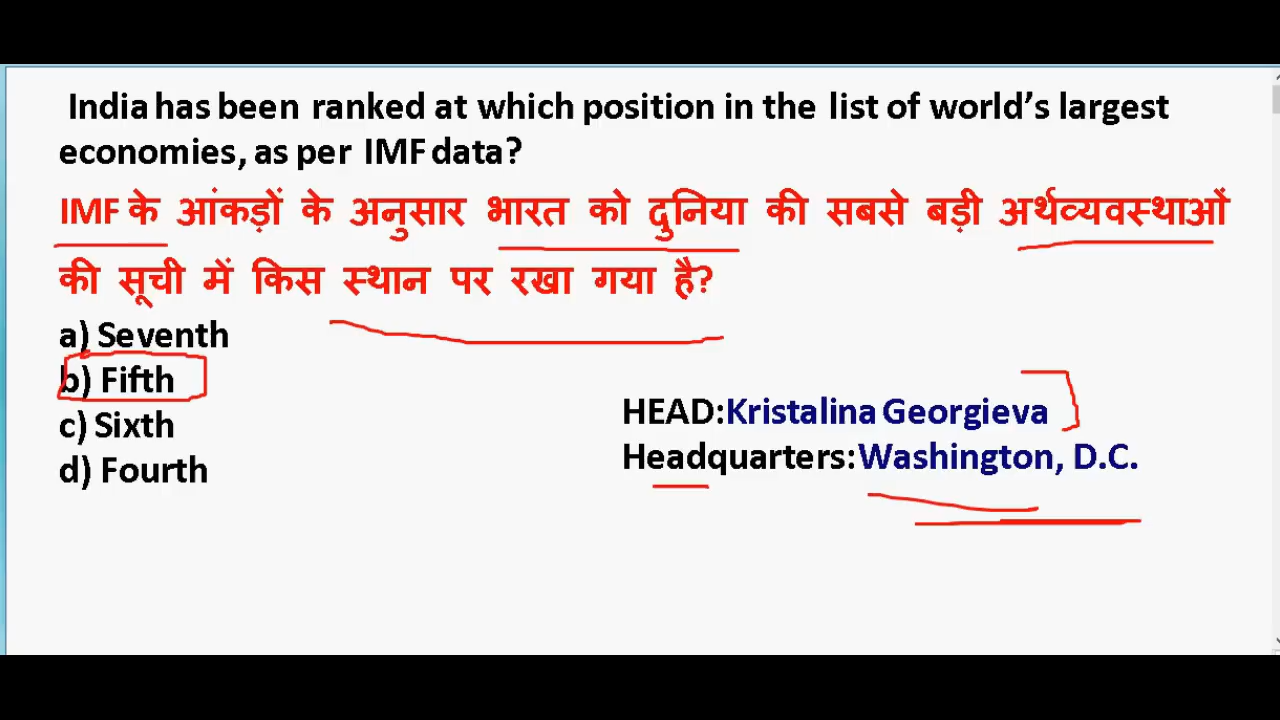 India has been ranked at which position in the list of world's largest
economies, as per IMF data?
IMF के आंकड़ों के अनुसार भारत को दुनिया की सबसे बड़ी अर्थव्यवस्थाओं
की सूची में किस स्थान पर रखा गया है?
a) Seventh
b) Fifth
c) Sixth
d) Fourth
HEAD:Kristalina Georgieva
Headquarters:Washington, D.C.